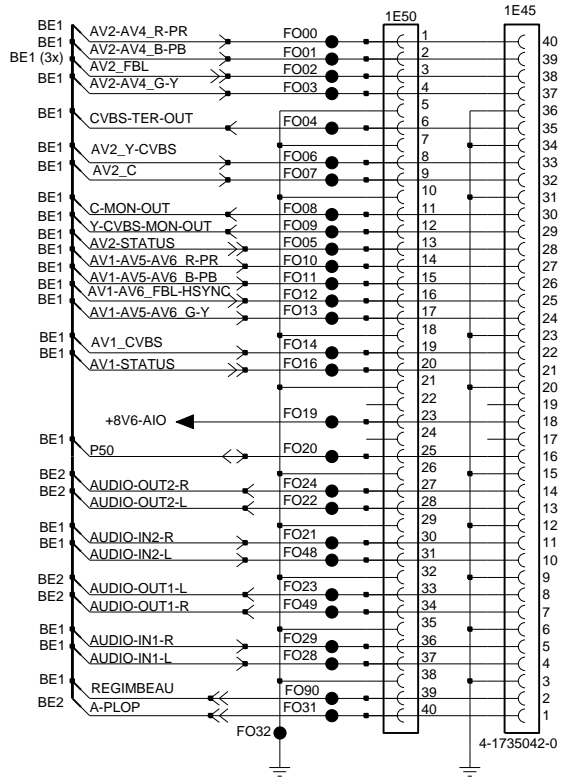 1E50 1E45
BE1 AV2-AV4_R-PR FO00 1 40
BE1 AV2-AV4_B-PB FO01 2 39
BE1 (3x) AV2_FBL FO02 3 38
BE1 AV2-AV4_G-Y FO03 4 37
5 36
BE1 CVBS-TER-OUT FO04 6 35
7 34
BE1 AV2_Y-CVBS FO06 8 33
BE1 AV2_C FO07 9 32
10 31
BE1 C-MON-OUT FO08 11 30
BE1 Y-CVBS-MON-OUT FO09 12 29
BE1 AV2-STATUS FO05 13 28
BE1 AV1-AV5-AV6_R-PR FO10 14 27
BE1 AV1-AV5-AV6_B-PB FO11 15 26
BE1 AV1-AV6_FBL-HSYNC FO12 16 25
BE1 AV1-AV5-AV6_G-Y FO13 17 24
18 23
BE1 AV1_CVBS FO14 19 22
BE1 AV1-STATUS FO16 20 21
21 20
22 19
+8V6-AIO FO19 23 18
24 17
BE1 P50 FO20 25 16
26 15
BE2 AUDIO-OUT2-R FO24 27 14
BE2 AUDIO-OUT2-L FO22 28 13
29 12
BE1 AUDIO-IN2-R FO21 30 11
BE1 AUDIO-IN2-L FO48 31 10
32 9
BE2 AUDIO-OUT1-L FO23 33 8
BE2 AUDIO-OUT1-R FO49 34 7
35 6
BE1 AUDIO-IN1-R FO29 36 5
BE1 AUDIO-IN1-L FO28 37 4
38 3
BE1 REGIMBEAU FO90 39 2
BE2 A-PLOP FO31 40 1
FO32 4-1735042-0